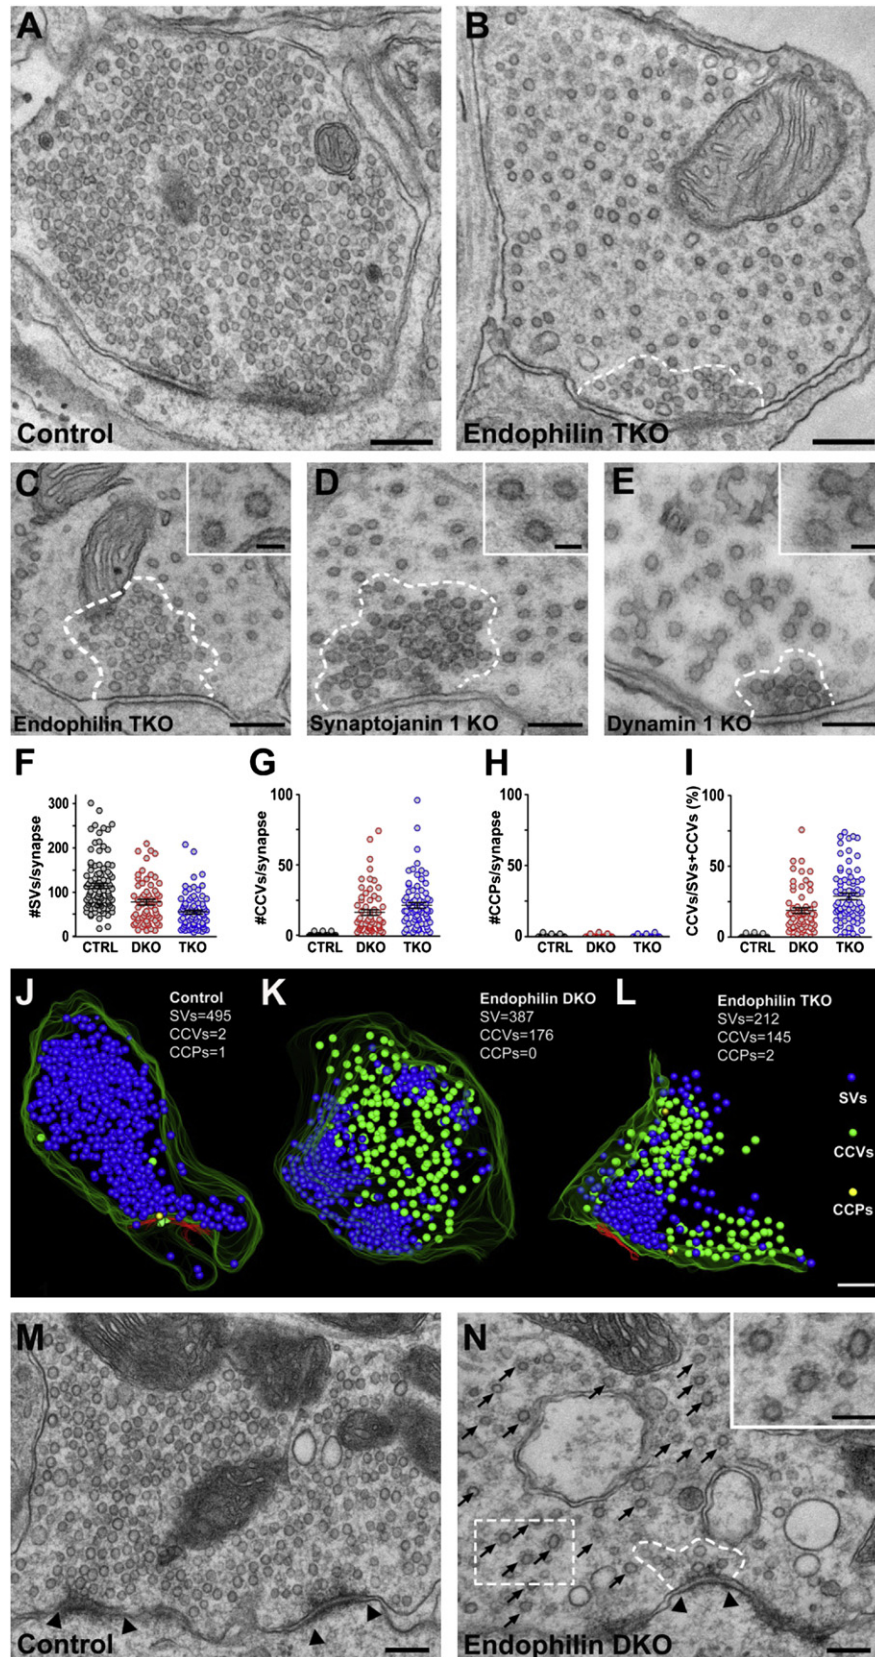 A
Control
B
Endophilin TKO
C
Endophilin TKO
D
Synaptojanin 1 KO
E
Dynamin 1 KO
F
#SVs/synapse
300
200
100
0
CTRL DKO TKO
G
#CCVs/synapse
100
50
0
CTRL DKO TKO
H
#CCPs/synapse
100
50
0
CTRL DKO TKO
I
CCVs/SVs+CCVs (%)
100
50
0
CTRL DKO TKO
J
Control
SVs=495
CCVs=2
CCPs=1
K
Endophilin DKO
SV=387
CCVs=176
CCPs=0
L
Endophilin TKO
SVs=212
CCVs=145
CCPs=2
SVs
CCVs
CCPs
M
Control
N
Endophilin DKO